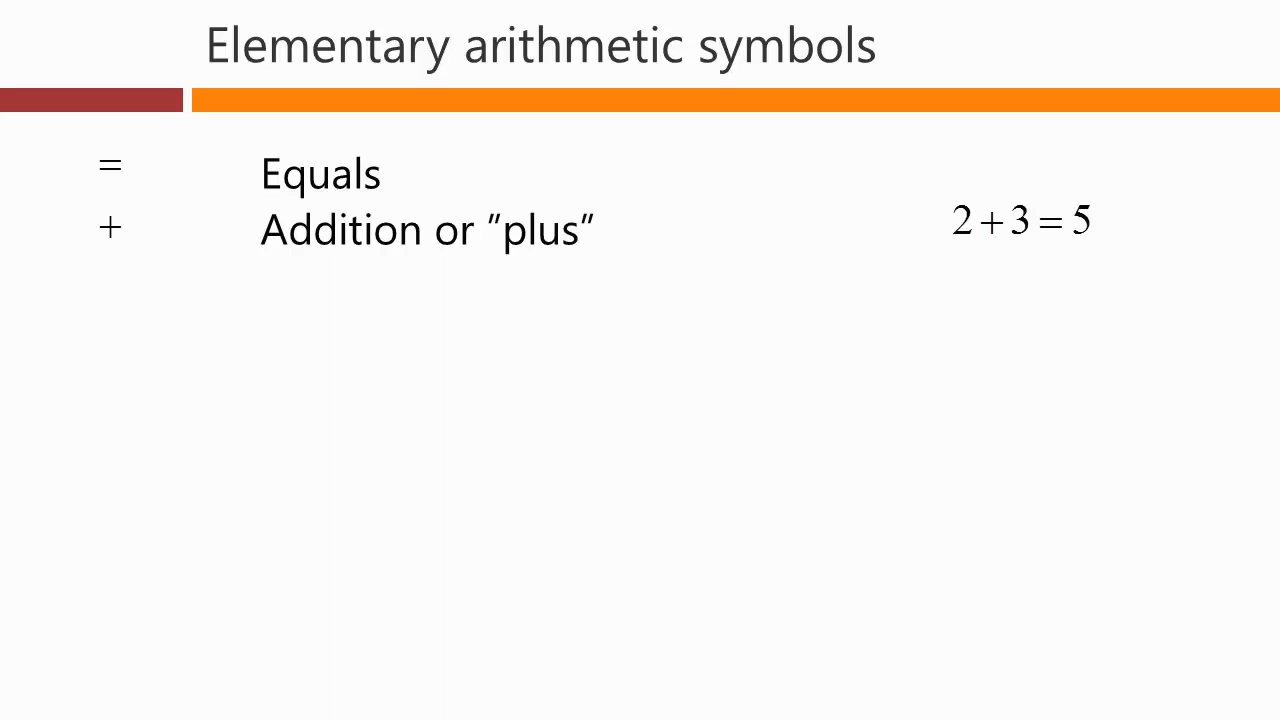 Elementary arithmetic symbols
= Equals
+ Addition or ”plus” 2 + 3 = 5